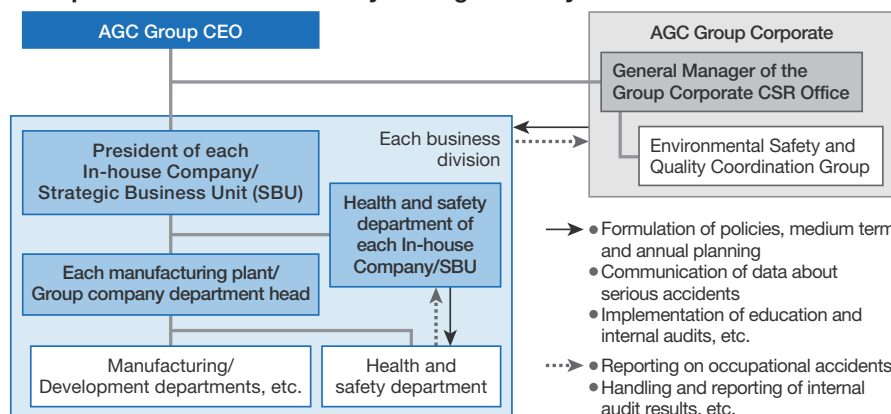 AGC Group CEO
AGC Group Corporate
General Manager of the
Group Corporate CSR Office
Environmental Safety and
Quality Coordination Group
Each business
division
President of each
In-house Company/
Strategic Business Unit (SBU)
Health and safety
department of
each In-house
Company/SBU
Each manufacturing plant/
Group company department head
Manufacturing/
Development departments, etc.
Health and
safety department
● Formulation of policies, medium term
and annual planning
● Communication of data about
serious accidents
● Implementation of education and
internal audits, etc.
● Reporting on occupational accidents
● Handling and reporting of internal
audit results, etc.